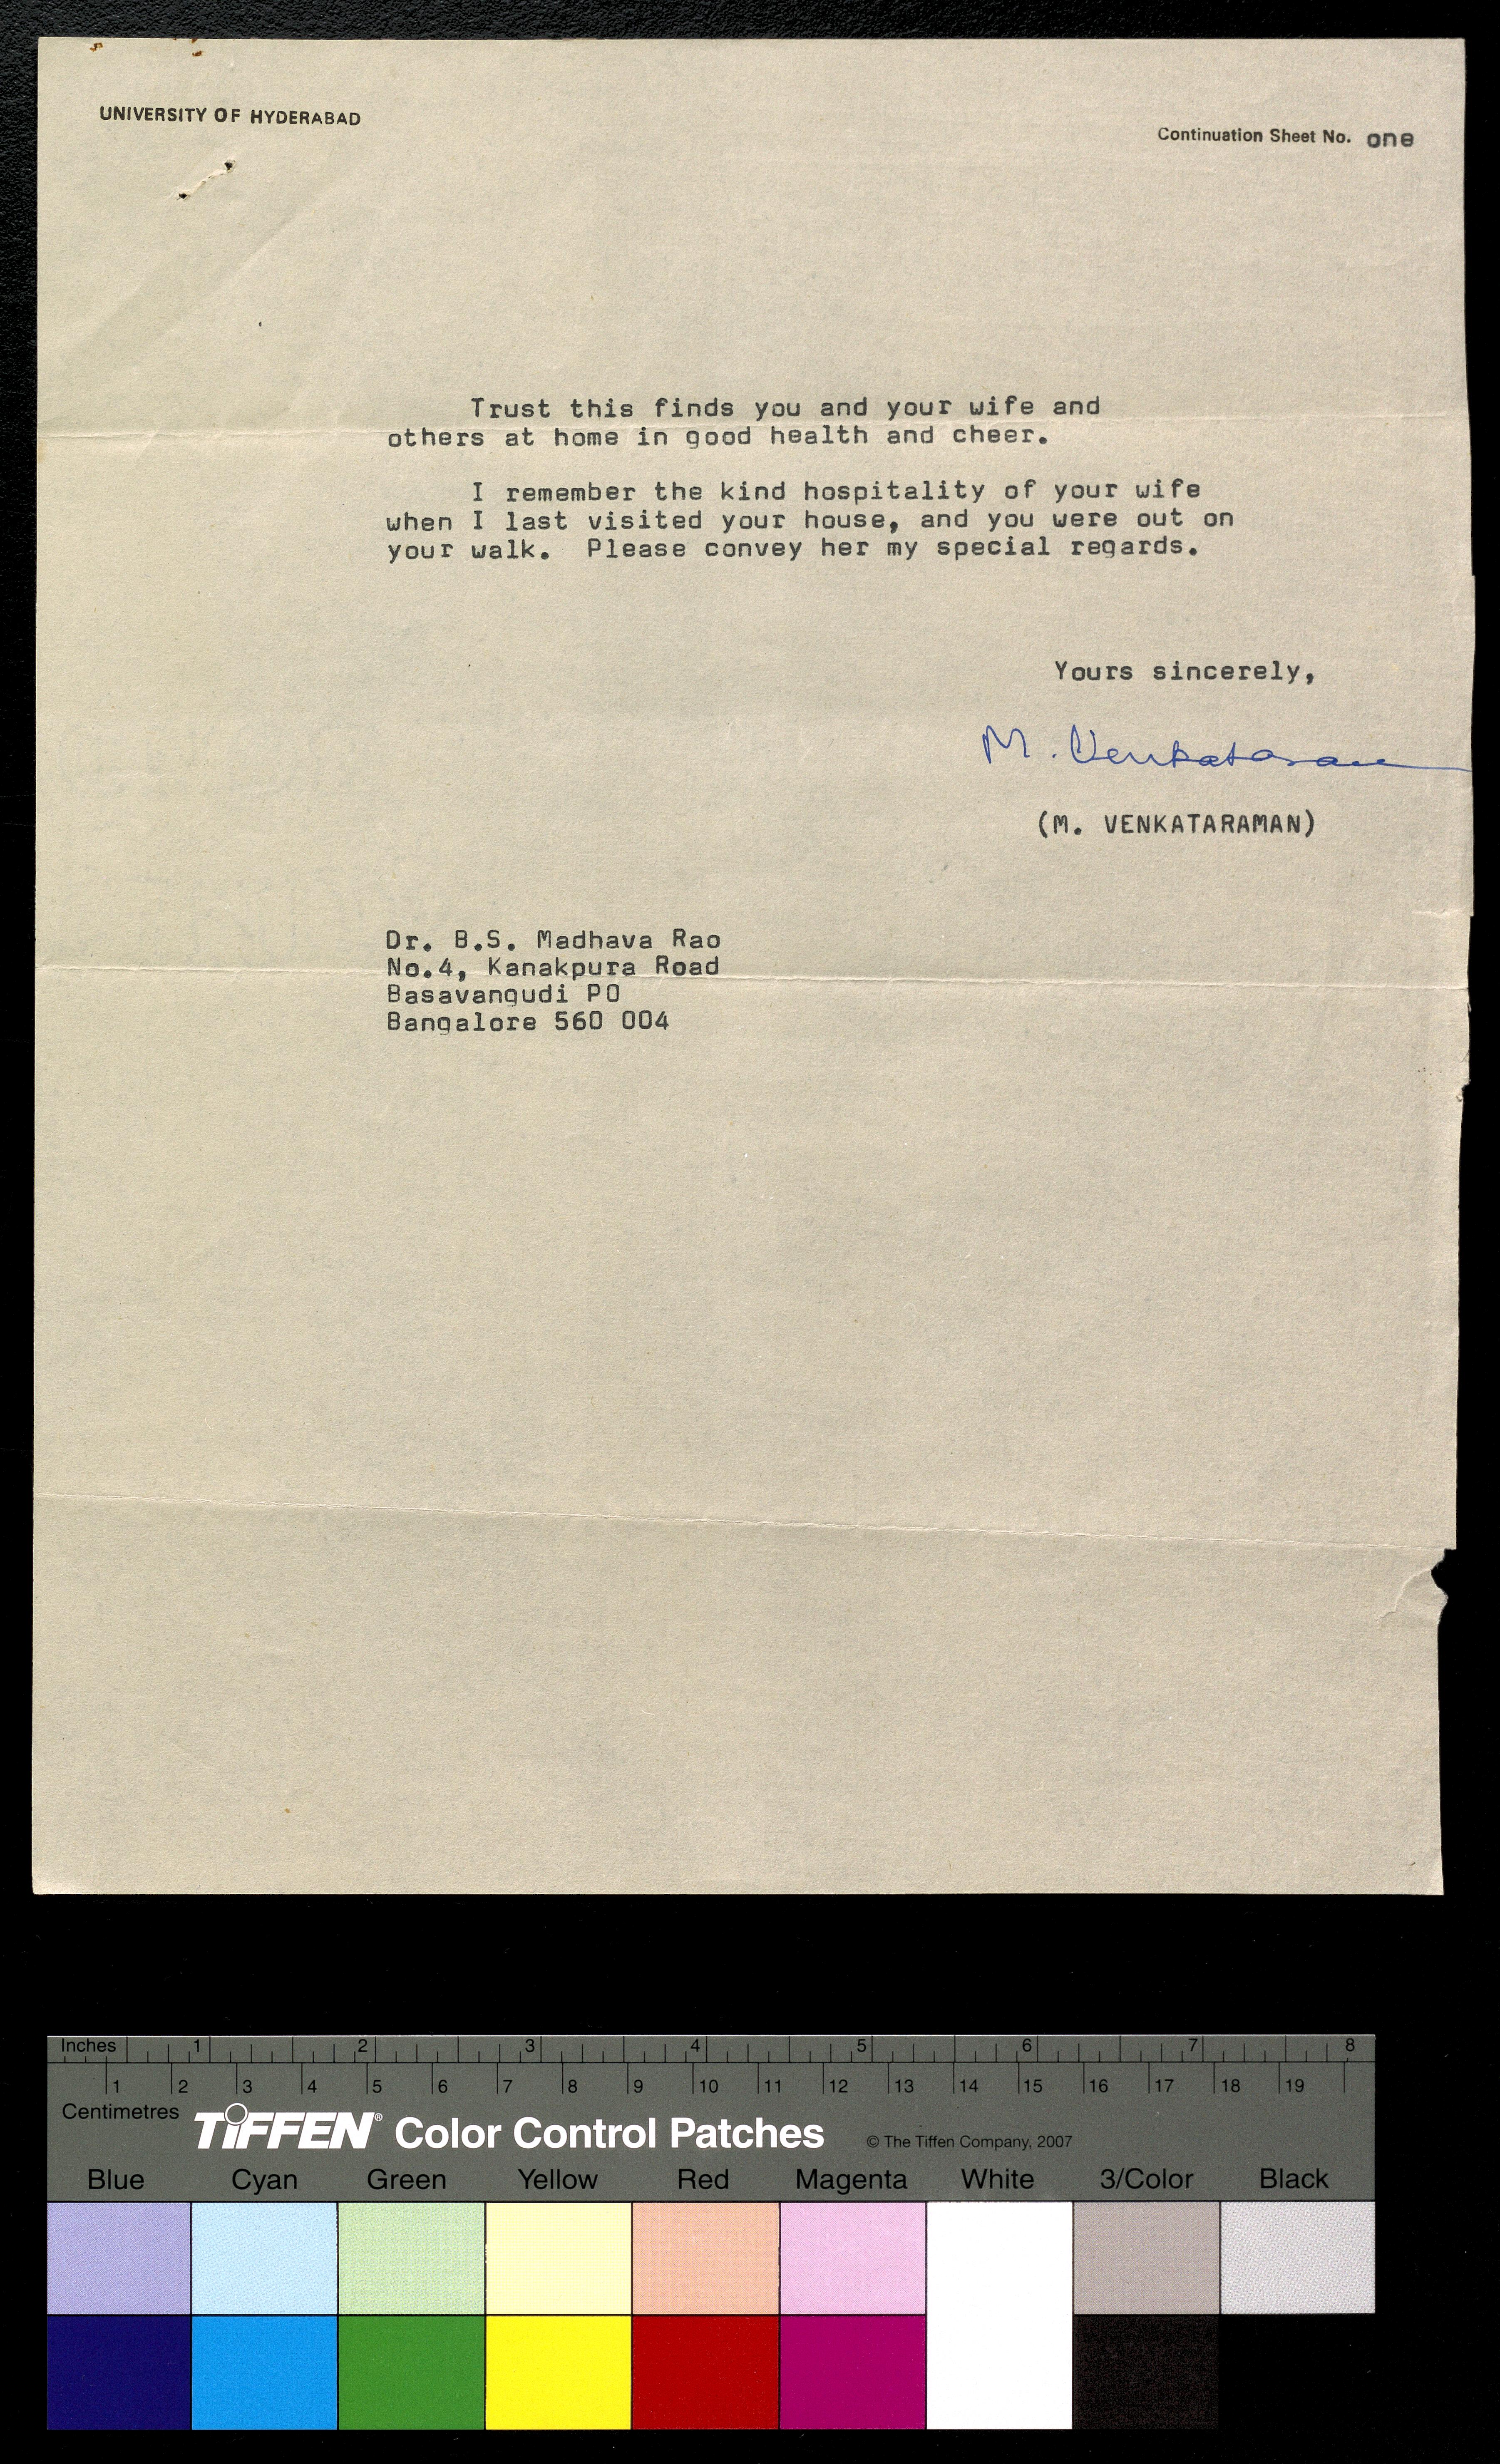 UNIVERSITY OF HYDERABAD
Continuation Sheet No. one
Trust this finds you and your wife and
others at home in good health and cheer.
I remember the kind hospitality of your wife
when I last visited your house, and you were out on
your walk. Please convey her my special regards.
Yours sincerely,
M. Venkataraman
(M. VENKATARAMAN)
Dr. B.S. Madhava Rao
No.4, Kanakpura Road
Basavangudi PO
Bangalore 560 004
Inches 1 2 3 4 5 6 7 8
1 2 3 4 5 6 7 8 9 10 11 12 13 14 15 16 17 18 19
Centimetres
TIFFEN® Color Control Patches © The Tiffen Company, 2007
Blue Cyan Green Yellow Red Magenta White 3/Color Black